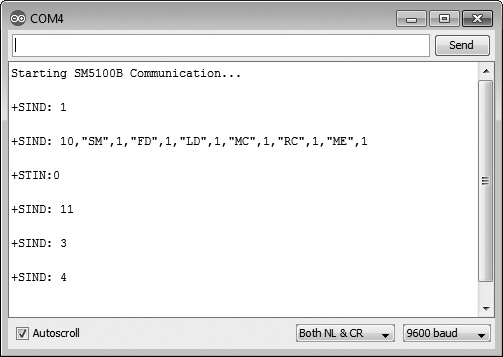 COM4
Send
Starting SM5100B Communication...
+SIND: 1
+SIND: 10,"SM",1,"FD",1,"LD",1,"MC",1,"RC",1,"ME",1
+STIN:0
+SIND: 11
+SIND: 3
+SIND: 4
Autoscroll
Both NL & CR
9600 baud